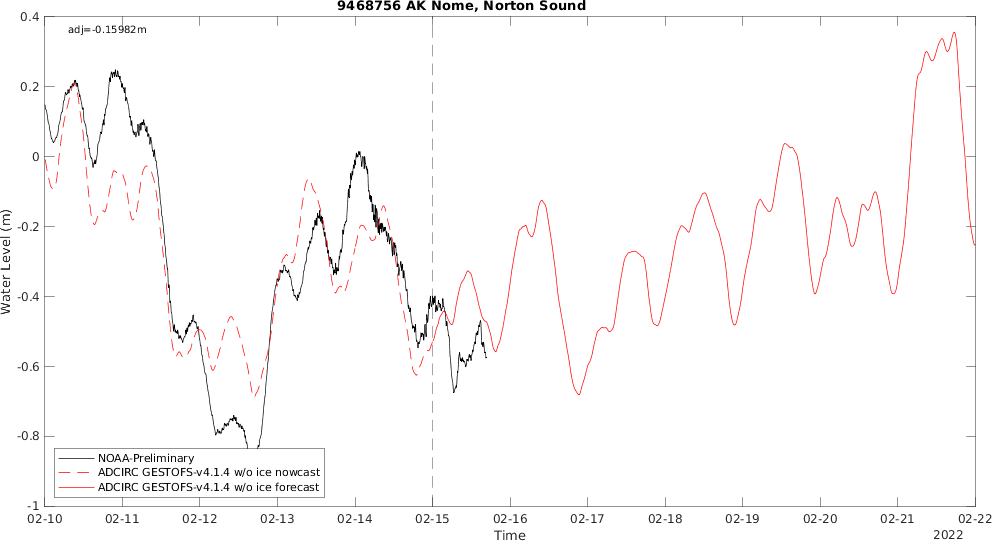 9468756 AK Nome, Norton Sound
adj=-0.15982m
0.4
0.2
0
-0.2
-0.4
-0.6
-0.8
-1
Water Level (m)
NOAA-Preliminary
ADCIRC GESTOFS-v4.1.4 w/o ice nowcast
ADCIRC GESTOFS-v4.1.4 w/o ice forecast
02-10 02-11 02-12 02-13 02-14 02-15 02-16 02-17 02-18 02-19 02-20 02-21 02-22
Time
2022